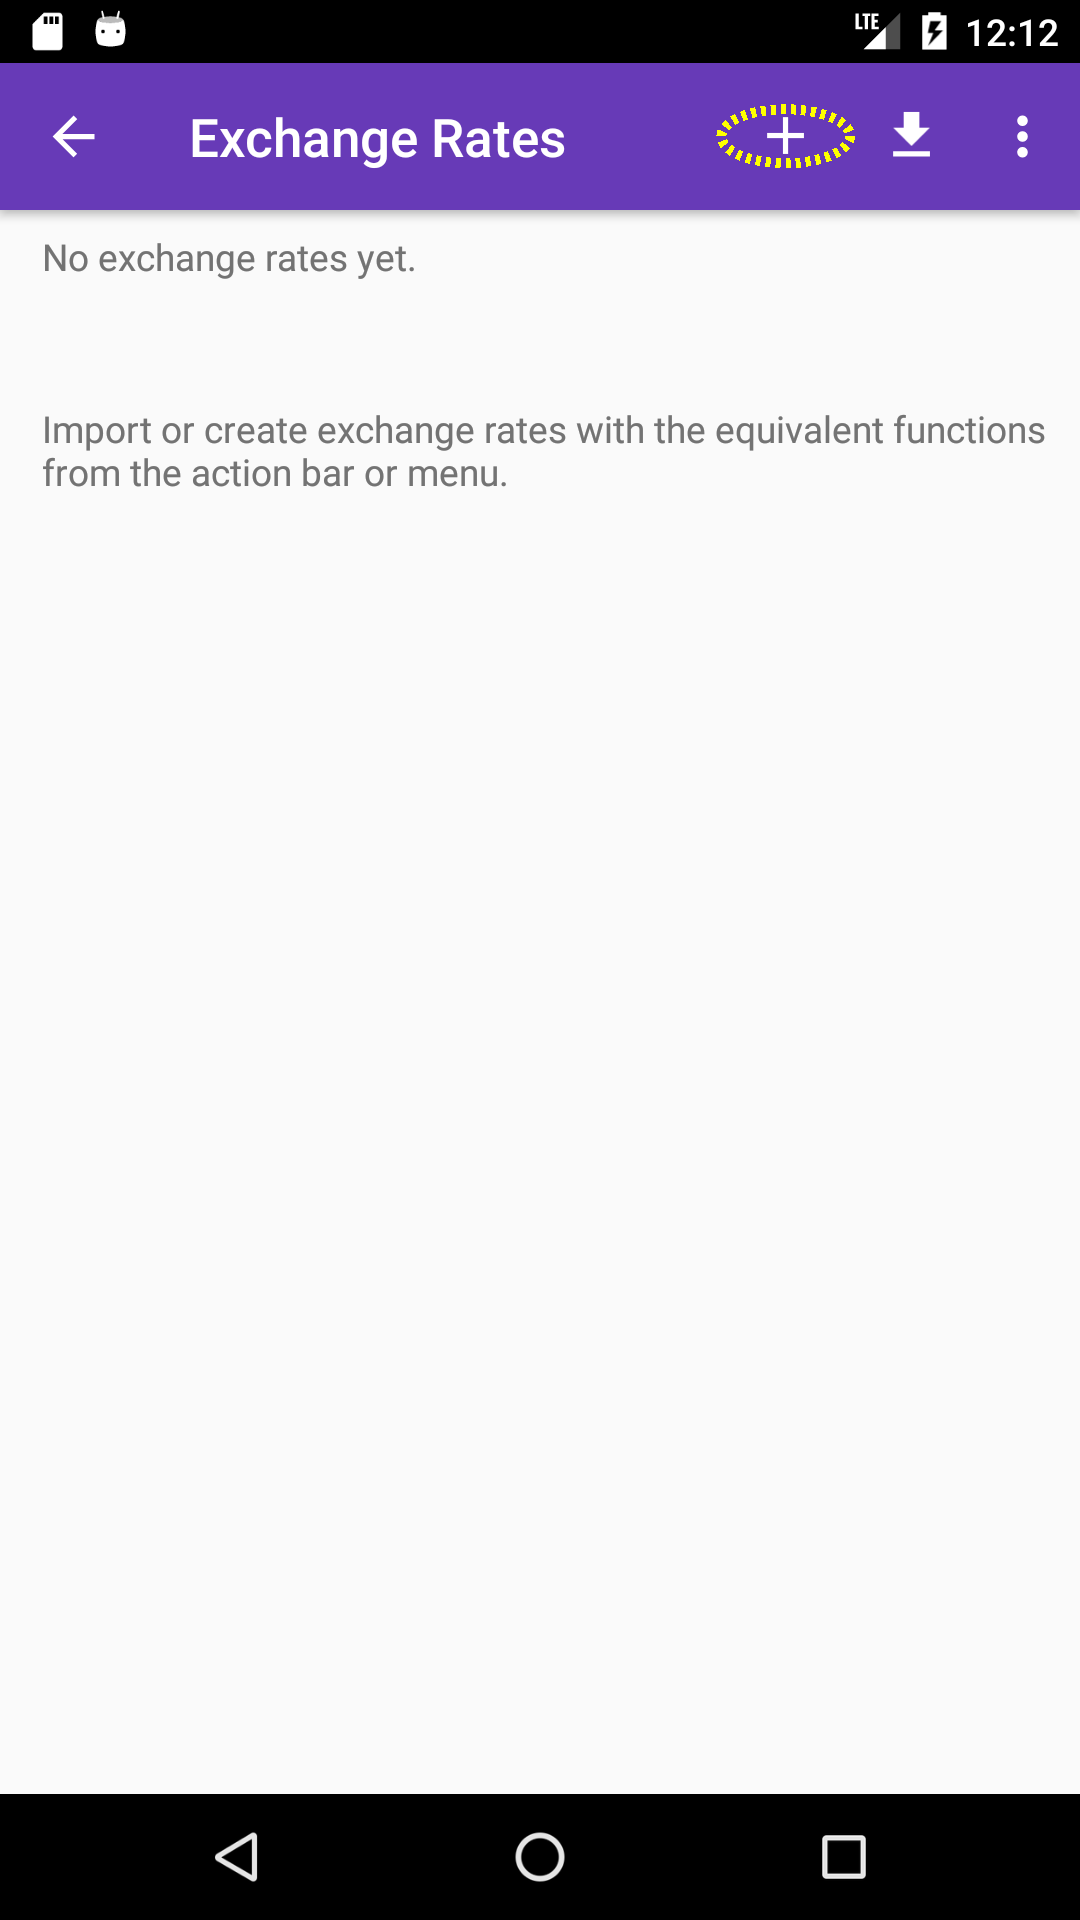 LTE 12:12
Exchange Rates
No exchange rates yet.
Import or create exchange rates with the equivalent functions
from the action bar or menu.